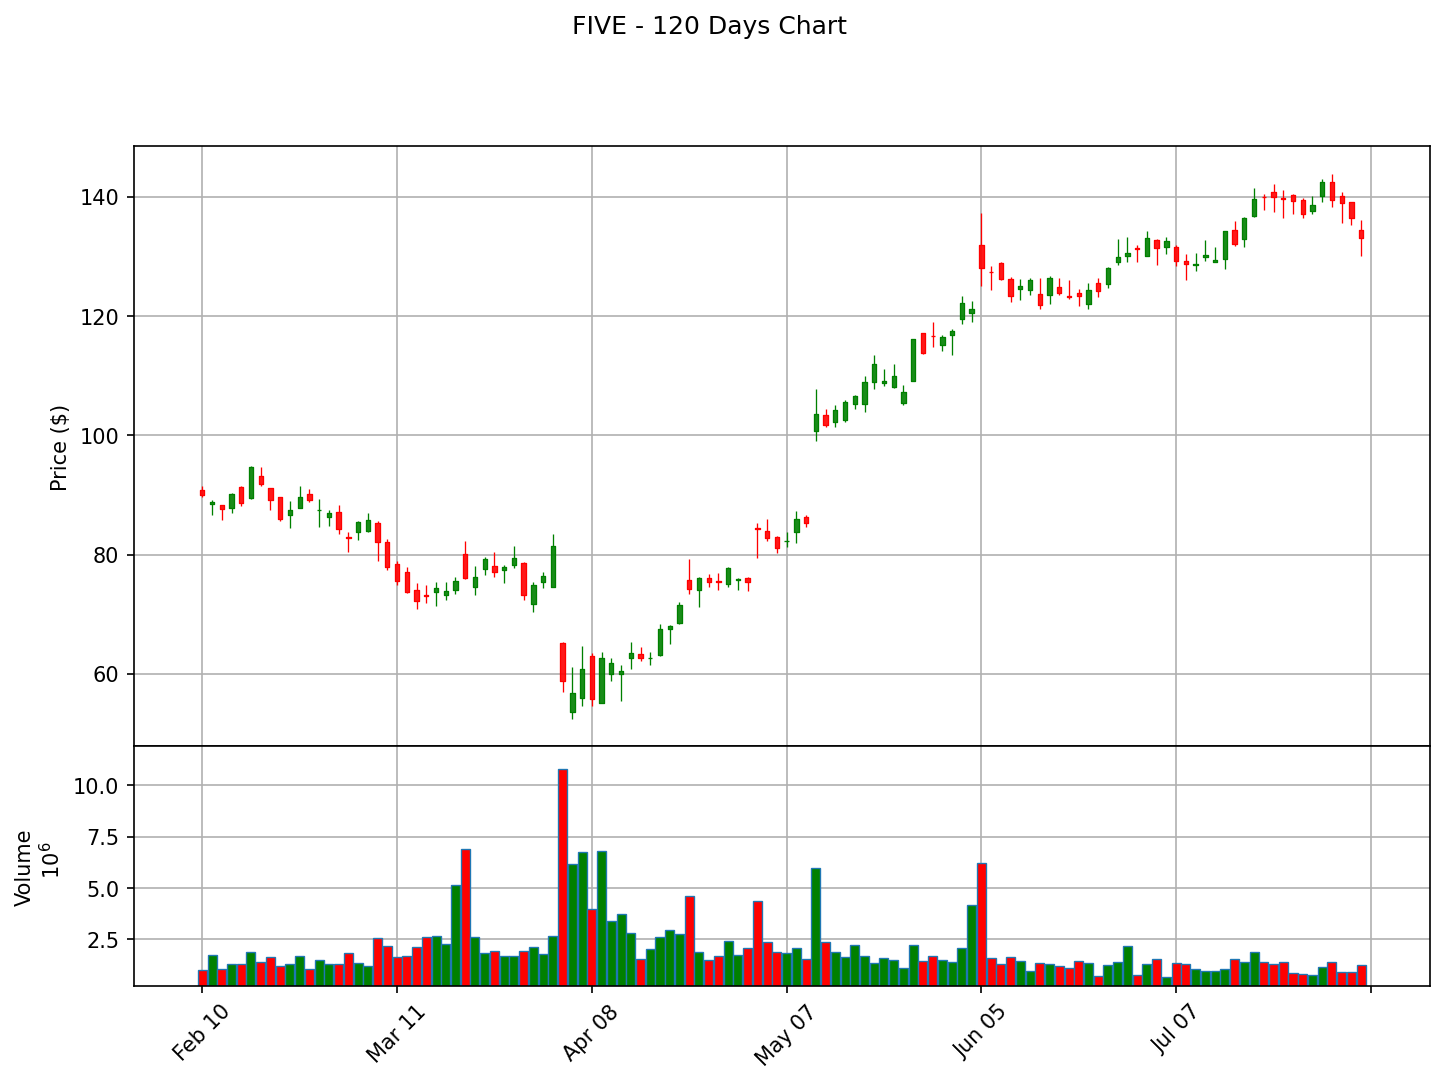 FIVE - 120 Days Chart
140
120
100
80
60
Price ($)
10.0
7.5
5.0
2.5
Volume
10^6
Feb 10
Mar 11
Apr 08
May 07
Jun 05
Jul 07